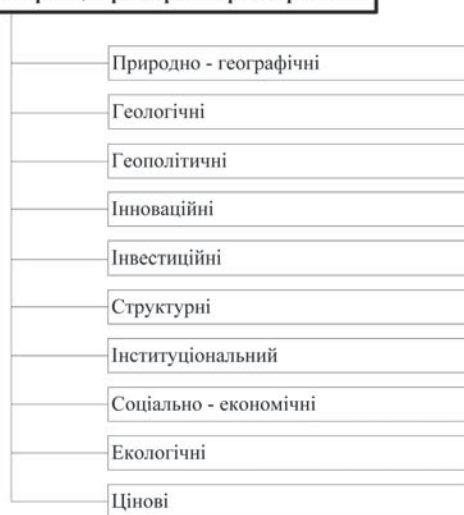 Природно - географічні
Геологічні
Геополітичні
Інноваційні
Інвестиційні
Структурні
Інституціональний
Соціально - економічні
Екологічні
Цінові